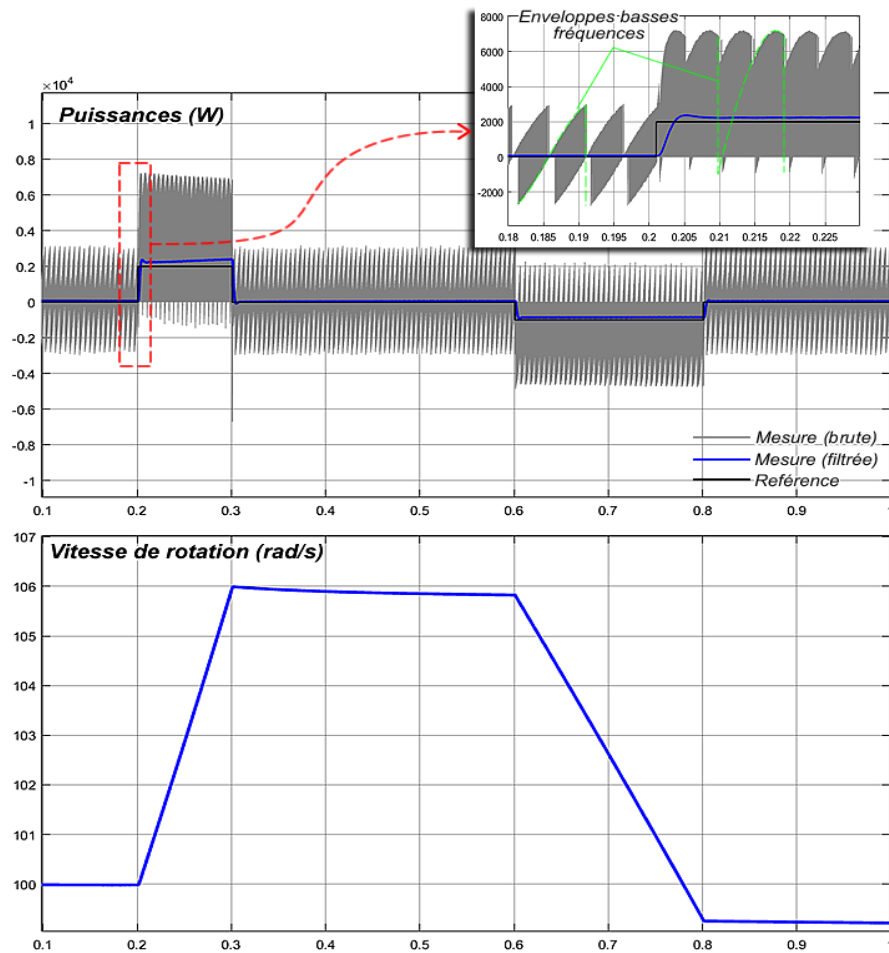 Enveloppes basses
fréquences
8000
6000
4000
2000
0
-2000
0.18 0.185 0.19 0.195 0.2 0.205 0.21 0.215 0.22 0.225
×10⁴
Puissances (W)
1
0.8
0.6
0.4
0.2
0
-0.2
-0.4
-0.6
-0.8
-1
Mesure (brute)
Mesure (filtrée)
Reférence
0.1 0.2 0.3 0.4 0.5 0.6 0.7 0.8 0.9 1
Vitesse de rotation (rad/s)
107
106
105
104
103
102
101
100
0.1 0.2 0.3 0.4 0.5 0.6 0.7 0.8 0.9